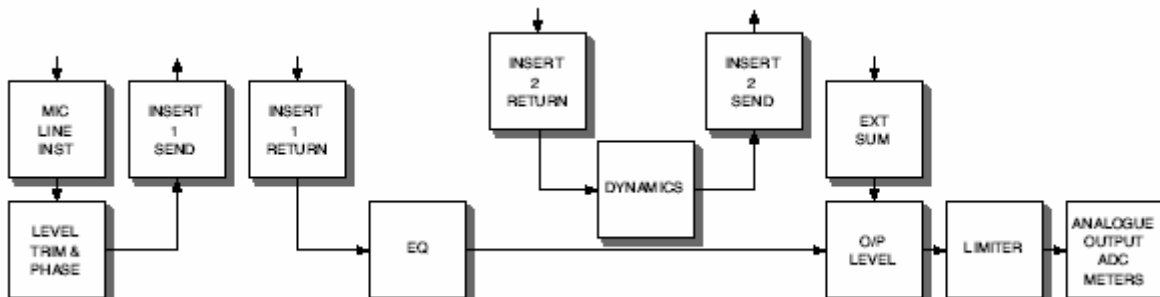 MIC
LINE
INST
INSERT
1
SEND
INSERT
1
RETURN
INSERT
2
RETURN
INSERT
2
SEND
EXT
SUM
DYNAMICS
LEVEL
TRIM &
PHASE
EQ
O/P
LEVEL
LIMITER
ANALOGUE
OUTPUT
ADC
METERS